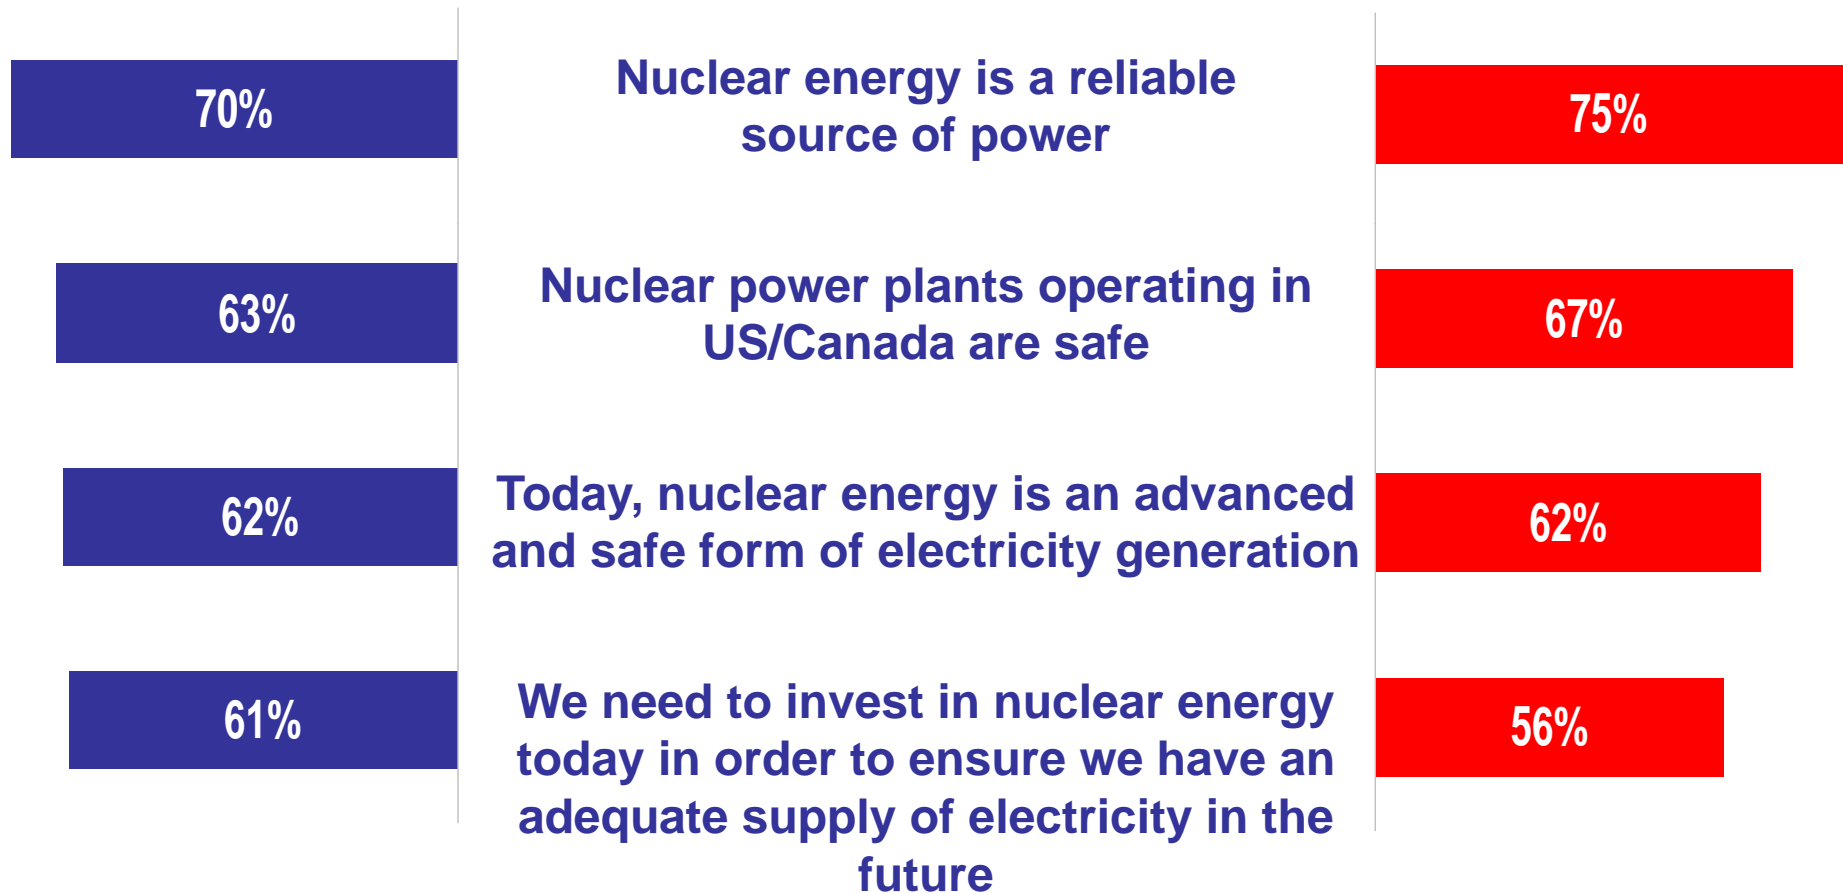 70%
Nuclear energy is a reliable
source of power
75%
63%
Nuclear power plants operating in
US/Canada are safe
67%
62%
Today, nuclear energy is an advanced
and safe form of electricity generation
62%
61%
We need to invest in nuclear energy
today in order to ensure we have an
adequate supply of electricity in the
future
56%